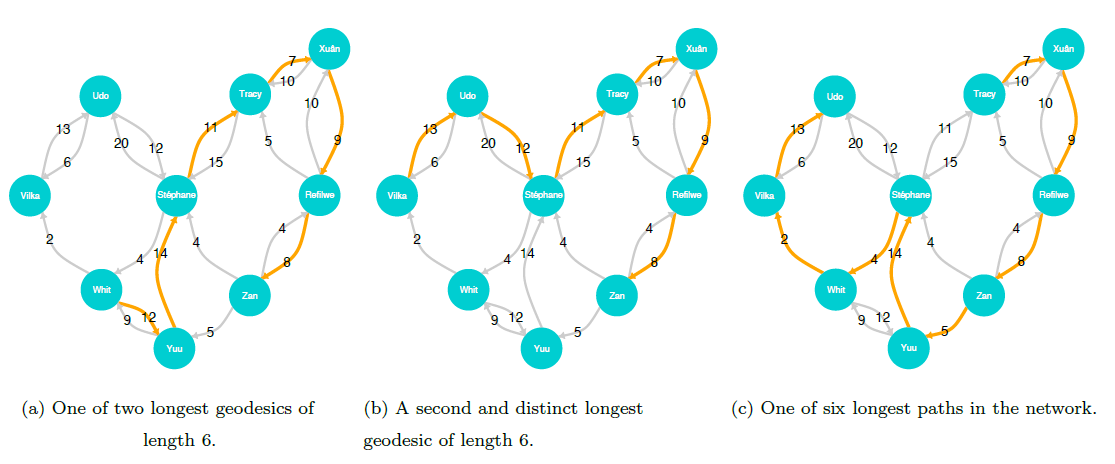 Xuân
7
10
Tracy
Udo
10
13
11
20
12
5
9
6
15
Vilka
Stéphane
Refilwe
2
4
4
4
14
8
Whit
Zan
9
12
5
Yuu
Xuân
7
10
Tracy
Udo
10
13
11
20
12
5
9
6
15
Vilka
Stéphane
Refilwe
2
4
4
4
14
8
Whit
Zan
9
12
5
Yuu
Xuân
7
10
Tracy
Udo
10
13
11
20
12
5
9
6
15
Vilka
Stéphane
Refilwe
2
4
4
4
14
8
Whit
Zan
9
12
5
Yuu
(a) One of two longest geodesics of
length 6.
(b) A second and distinct longest
geodesic of length 6.
(c) One of six longest paths in the network.